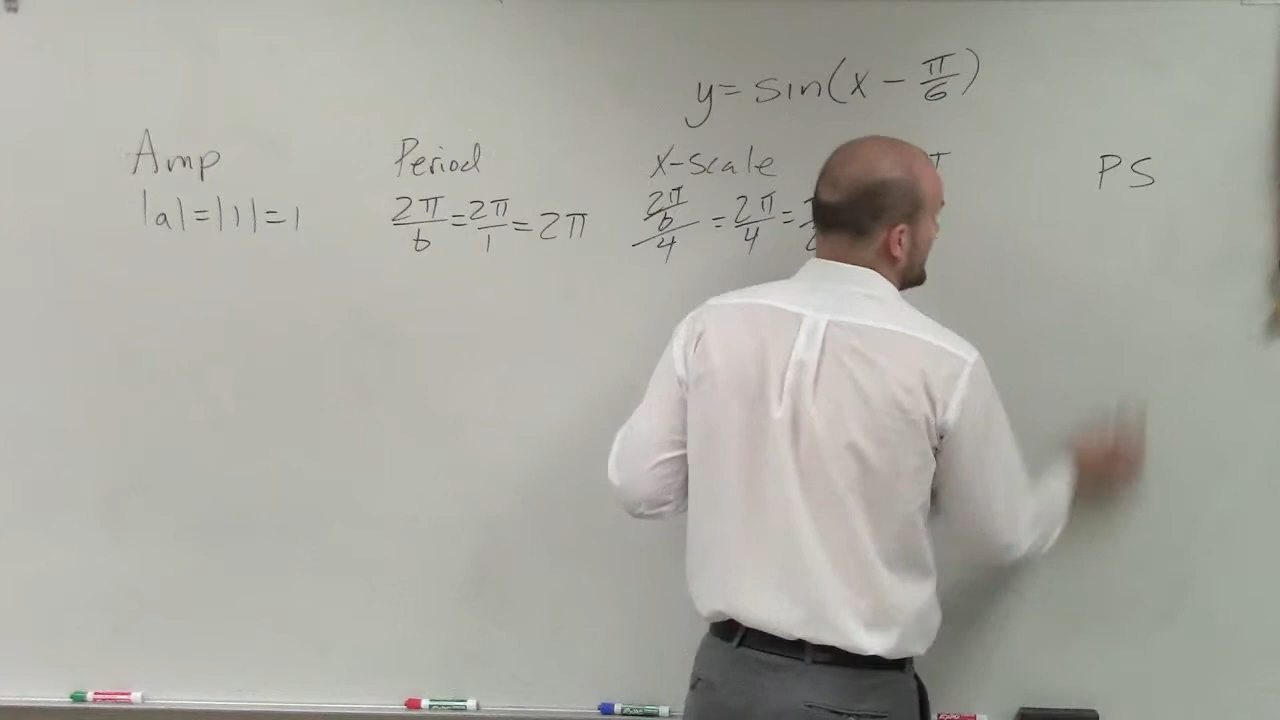 y = sin(x - π/6)
Amp Period X-scale PS
|a| = |1| = 1 2π/b = 2π/1 = 2π (2π/b)/4 = 2π/4 =